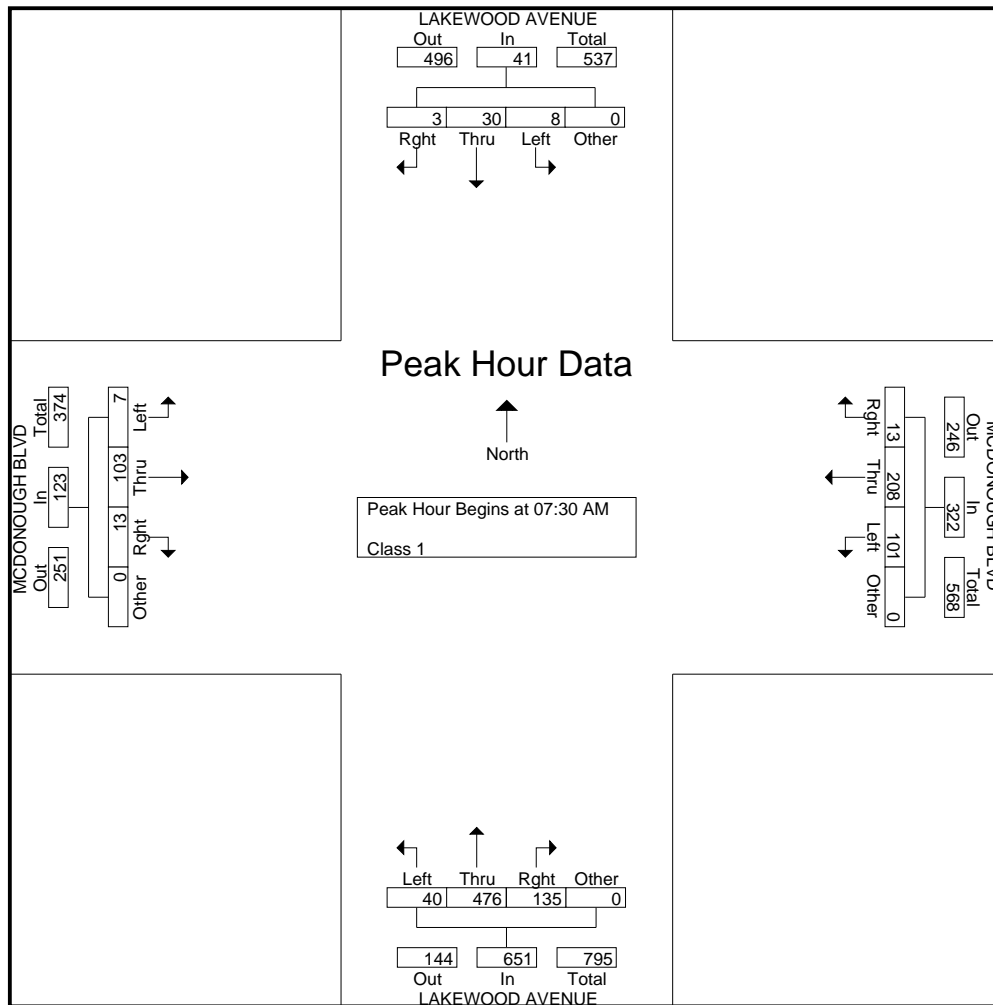 LAKEWOOD AVENUE
Out In Total
496 41 537
3 30 8 0
Rght Thru Left Other
Peak Hour Data
North
Peak Hour Begins at 07:30 AM
Class 1
MCDONOUGH BLVD
Total In Out
374 123 251
7 103 13 0
Left Thru Rght Other
Rght Thru Left Other
13 208 101 0
246 322 568
Out In Total
MCDONOUGH BLVD
Left Thru Rght Other
40 476 135 0
144 651 795
Out In Total
LAKEWOOD AVENUE